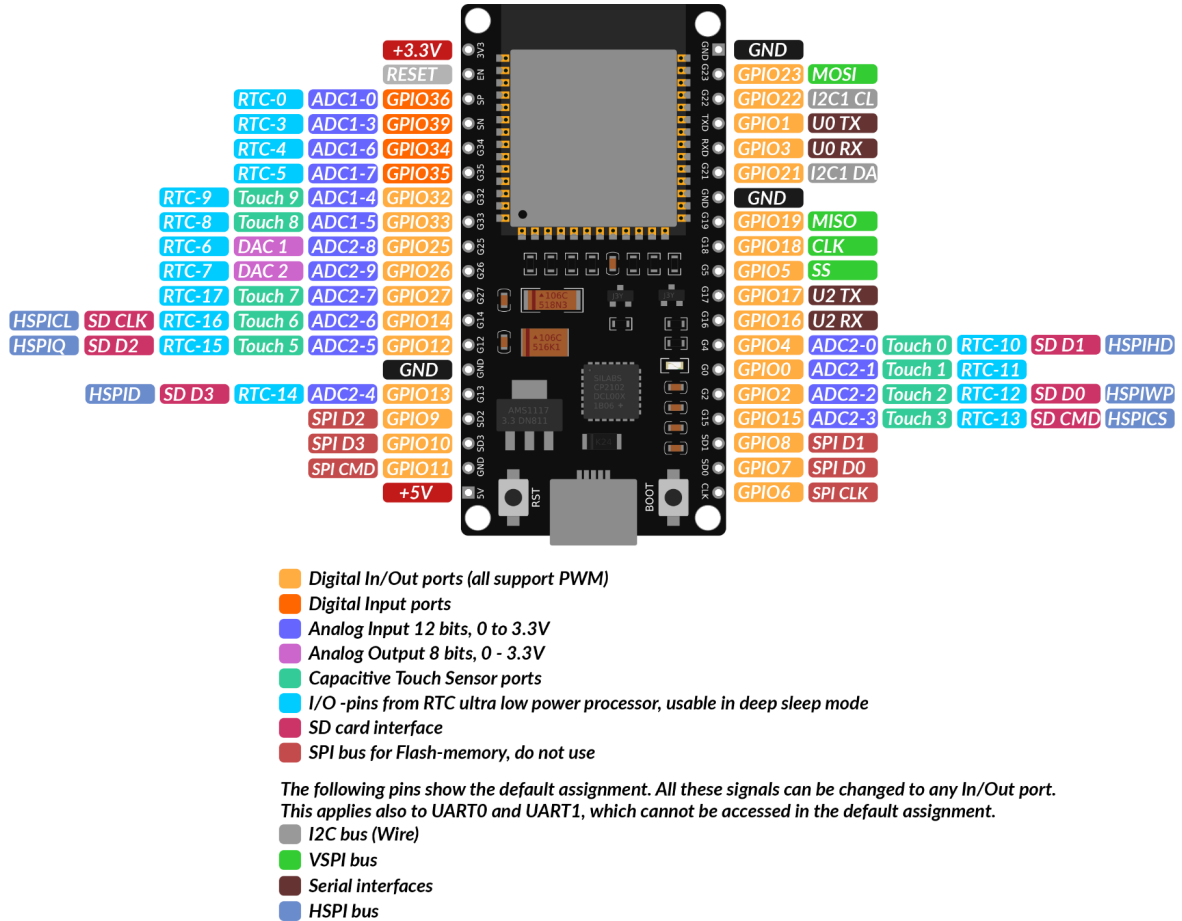 +3.3V 3V3 GND GND
RESET EN G23 GPIO23 MOSI
RTC-0 ADC1-0 GPIO36 SP G22 GPIO22 I2C1 CL
RTC-3 ADC1-3 GPIO39 SN TXD GPIO1 U0 TX
RTC-4 ADC1-6 GPIO34 G34 RXD GPIO3 U0 RX
RTC-5 ADC1-7 GPIO35 G35 G21 GPIO21 I2C1 DA
RTC-9 Touch 9 ADC1-4 GPIO32 G32 GND GND
RTC-8 Touch 8 ADC1-5 GPIO33 G33 G19 GPIO19 MISO
RTC-6 DAC 1 ADC2-8 GPIO25 G25 G18 GPIO18 CLK
RTC-7 DAC 2 ADC2-9 GPIO26 G26 G5 GPIO5 SS
RTC-17 Touch 7 ADC2-7 GPIO27 G27 G17 GPIO17 U2 TX
HSPICL SD CLK RTC-16 Touch 6 ADC2-6 GPIO14 G14 G16 GPIO16 U2 RX
HSPIQ SD D2 RTC-15 Touch 5 ADC2-5 GPIO12 G12 G4 GPIO4 ADC2-0 Touch 0 RTC-10 SD D1 HSPIHD
GND GND G0 GPIO0 ADC2-1 Touch 1 RTC-11
HSPID SD D3 RTC-14 ADC2-4 GPIO13 G13 G2 GPIO2 ADC2-2 Touch 2 RTC-12 SD D0 HSPIWP
SPI D2 GPIO9 SD2 G15 GPIO15 ADC2-3 Touch 3 RTC-13 SD CMD HSPICS
SPI D3 GPIO10 SD3 SD1 GPIO8 SPI D1
SPI CMD GPIO11 GND SD0 GPIO7 SPI D0
+5V 5V CLK GPIO6 SPI CLK
106C
518N3
106C
516K1
SILABS
CP2102
DCL00X
1806 +
AMS1117
3.3 DN811
RST
BOOT
Digital In/Out ports (all support PWM)
Digital Input ports
Analog Input 12 bits, 0 to 3.3V
Analog Output 8 bits, 0 - 3.3V
Capacitive Touch Sensor ports
I/O -pins from RTC ultra low power processor, usable in deep sleep mode
SD card interface
SPI bus for Flash-memory, do not use
The following pins show the default assignment. All these signals can be changed to any In/Out port.
This applies also to UART0 and UART1, which cannot be accessed in the default assignment.
I2C bus (Wire)
VSPI bus
Serial interfaces
HSPI bus